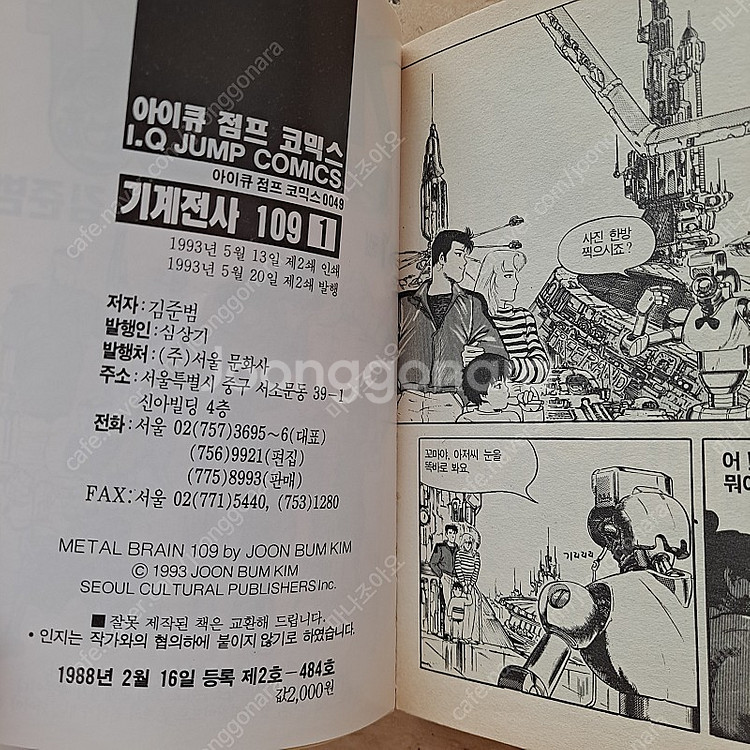 아이큐 점프 코믹스
I.Q JUMP COMICS
아이큐 점프 코믹스0048
기계전사 109 1
1993년 5월 13일 제2쇄 인쇄
1993년 5월 20일 제2쇄 발행
저자:김준범
발행인:심상기
발행처:(주)서울 문화사
주소:서울특별시 중구 서소문동 39-1
신아빌딩 4층
전화:서울 02(757)3695~6(대표)
(756)9921(편집)
(775)8993(판매)
FAX:서울 02(771)5440, (753)1280
METAL BRAIN 109 by JOON BUM KIM
© 1993 JOON BUM KIM
SEOUL CULTURAL PUBLISHERS Inc.
■잘못 제작된 책은 교환해 드립니다.
•인지는 작가와의 협의하에 붙이지 않기로 하였습니다.
1988년 2월 16일 등록 제2호-484호
값2,000원
사진 한방
찍으시죠?
꼬마야, 아저씨 눈을
똑바로 봐요.
기리리리
어
뭐야
joonggonara